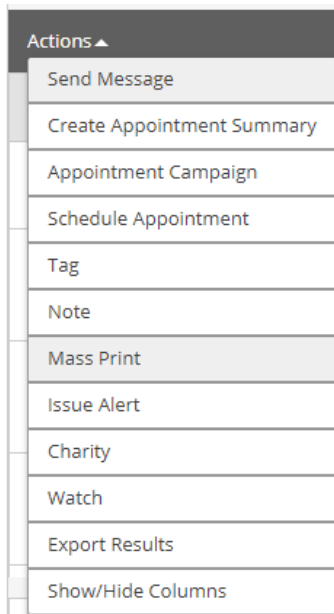 Actions▲
Send Message
Create Appointment Summary
Appointment Campaign
Schedule Appointment
Tag
Note
Mass Print
Issue Alert
Charity
Watch
Export Results
Show/Hide Columns